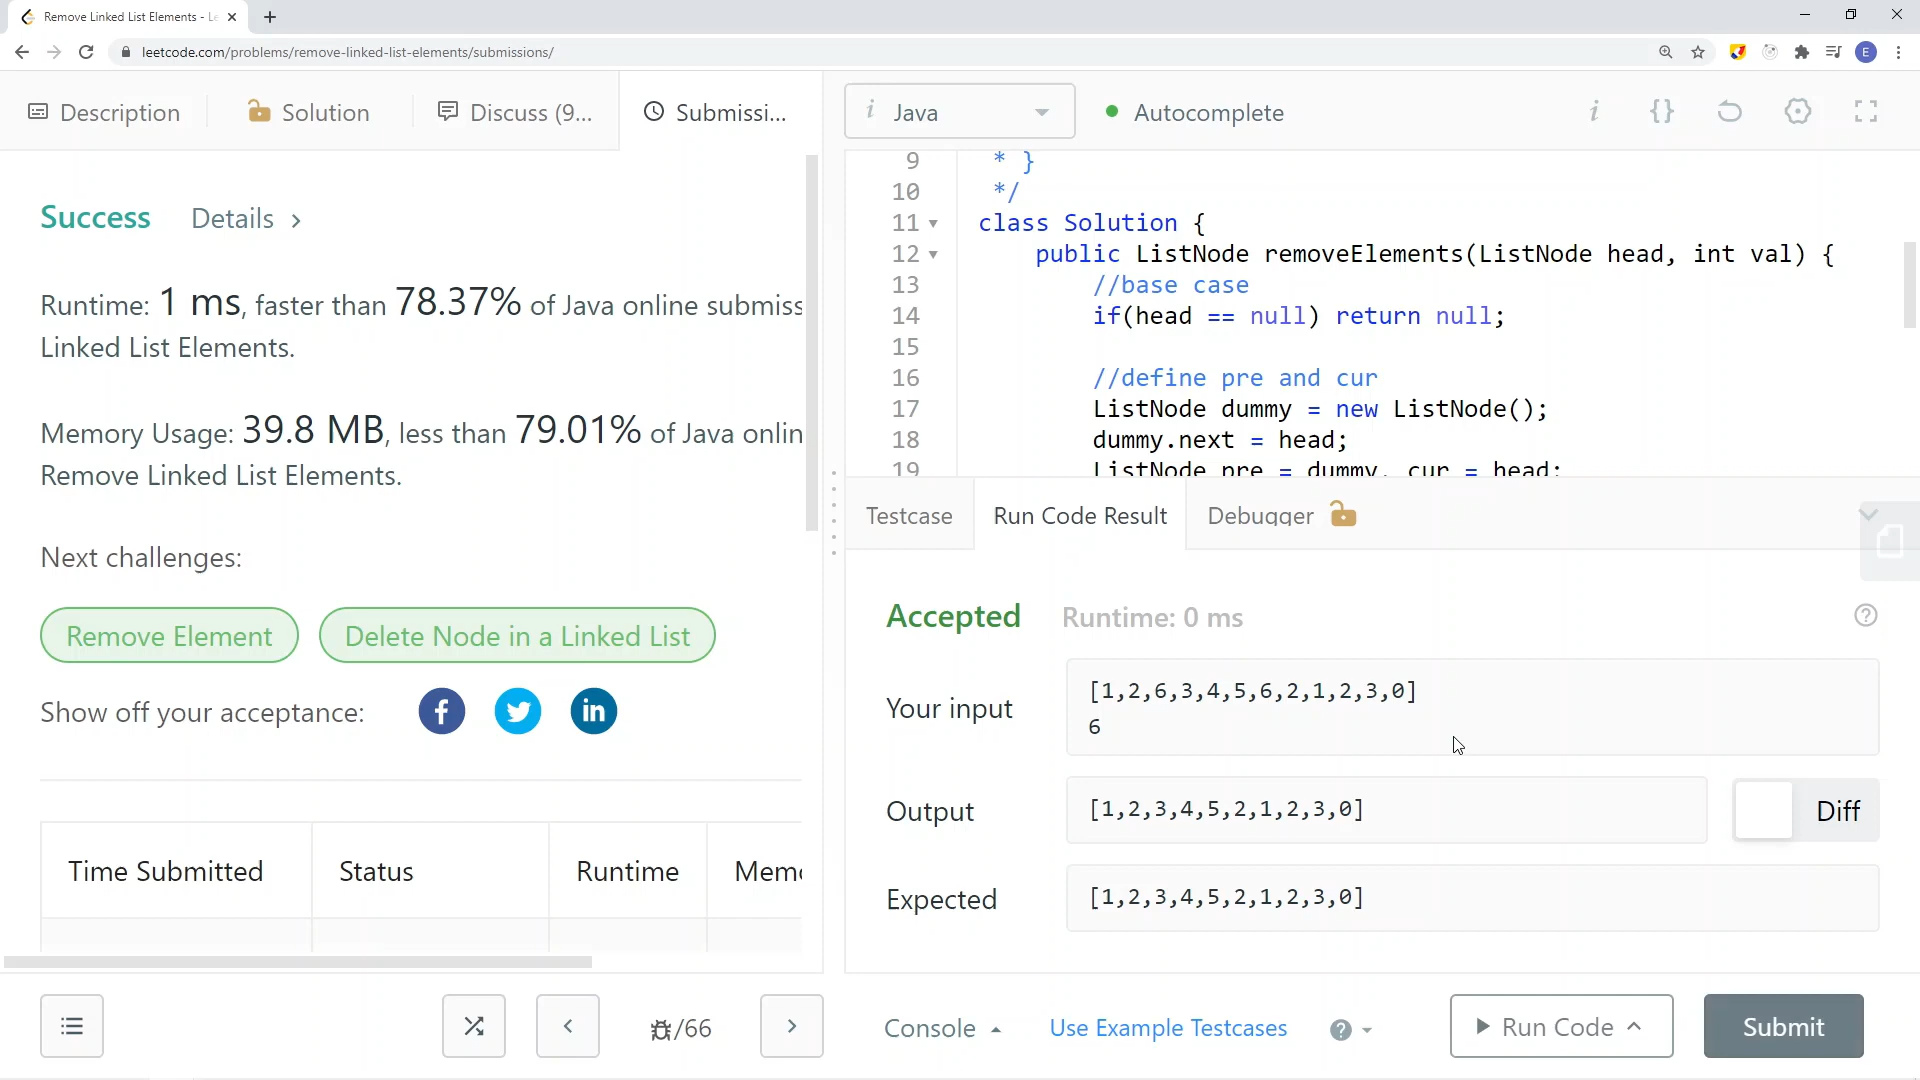 Remove Linked List Elements - Le
leetcode.com/problems/remove-linked-list-elements/submissions/
E
Description
Solution
Discuss (9...
Submissi...
Success
Details >
Runtime: 1 ms, faster than 78.37% of Java online submiss
Linked List Elements.
Memory Usage: 39.8 MB, less than 79.01% of Java onlin
Remove Linked List Elements.
Next challenges:
Remove Element
Delete Node in a Linked List
Show off your acceptance:
f
in
Time Submitted
Status
Runtime
Memo
/66
i Java
Autocomplete
i
{}
9 * }
10 */
11 class Solution {
12 public ListNode removeElements(ListNode head, int val) {
13 //base case
14 if(head == null) return null;
15
16 //define pre and cur
17 ListNode dummy = new ListNode();
18 dummy.next = head;
19 ListNode pre = dummy, cur = head;
Testcase
Run Code Result
Debugger
Accepted
Runtime: 0 ms
?
Your input
[1,2,6,3,4,5,6,2,1,2,3,0]
6
Output
[1,2,3,4,5,2,1,2,3,0]
Diff
Expected
[1,2,3,4,5,2,1,2,3,0]
Console
Use Example Testcases
?
Run Code
Submit